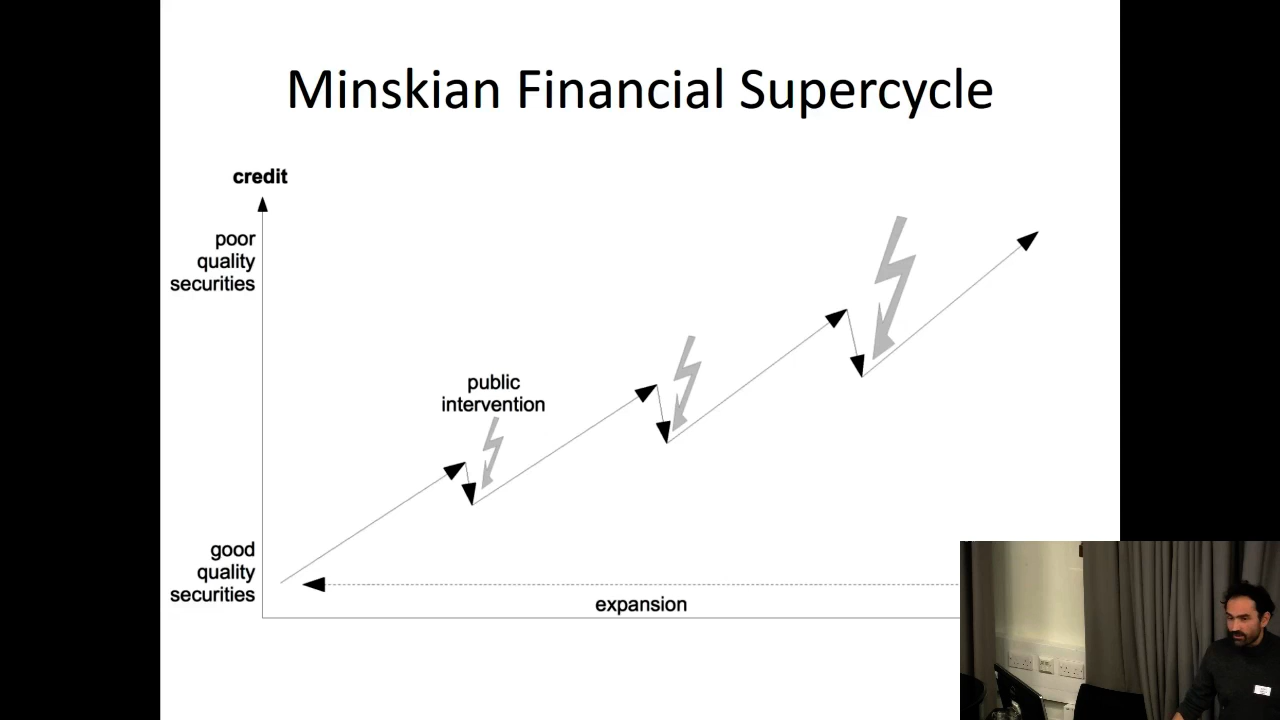 Minskian Financial Supercycle
credit
poor
quality
securities
public
intervention
good
quality
securities
expansion